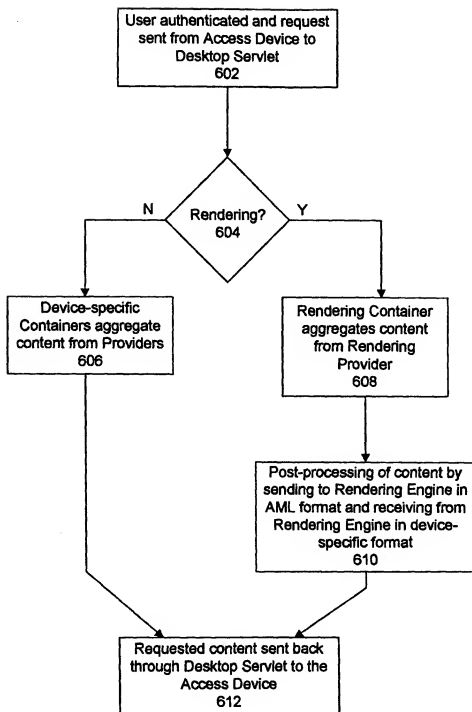 User authenticated and request
sent from Access Device to
Desktop Servlet
602
N
Y
Rendering?
604
Device-specific
Containers aggregate
content from Providers
606
Rendering Container
aggregates content
from Rendering
Provider
608
Post-processing of content by
sending to Rendering Engine in
AML format and receiving from
Rendering Engine in device-
specific format
610
Requested content sent back
through Desktop Servlet to the
Access Device
612